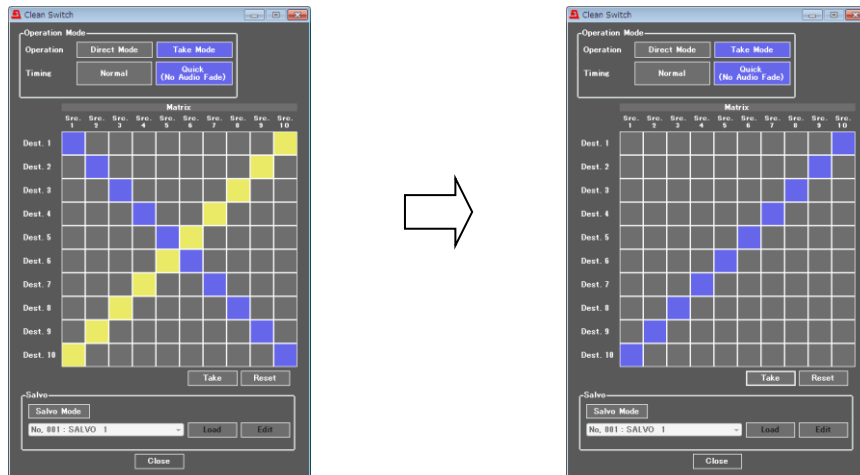 Clean Switch
Operation Mode
Operation Direct Mode Take Mode
Timing Normal Quick (No Audio Fade)
Matrix
Src. 1 Src. 2 Src. 3 Src. 4 Src. 5 Src. 6 Src. 7 Src. 8 Src. 9 Src. 10
Dest. 1
Dest. 2
Dest. 3
Dest. 4
Dest. 5
Dest. 6
Dest. 7
Dest. 8
Dest. 9
Dest. 10
Take Reset
Salvo
Salvo Mode
No, 001 : SALVO 1 Load Edit
Close
Clean Switch
Operation Mode
Operation Direct Mode Take Mode
Timing Normal Quick (No Audio Fade)
Matrix
Src. 1 Src. 2 Src. 3 Src. 4 Src. 5 Src. 6 Src. 7 Src. 8 Src. 9 Src. 10
Dest. 1
Dest. 2
Dest. 3
Dest. 4
Dest. 5
Dest. 6
Dest. 7
Dest. 8
Dest. 9
Dest. 10
Take Reset
Salvo
Salvo Mode
No, 001 : SALVO 1 Load Edit
Close